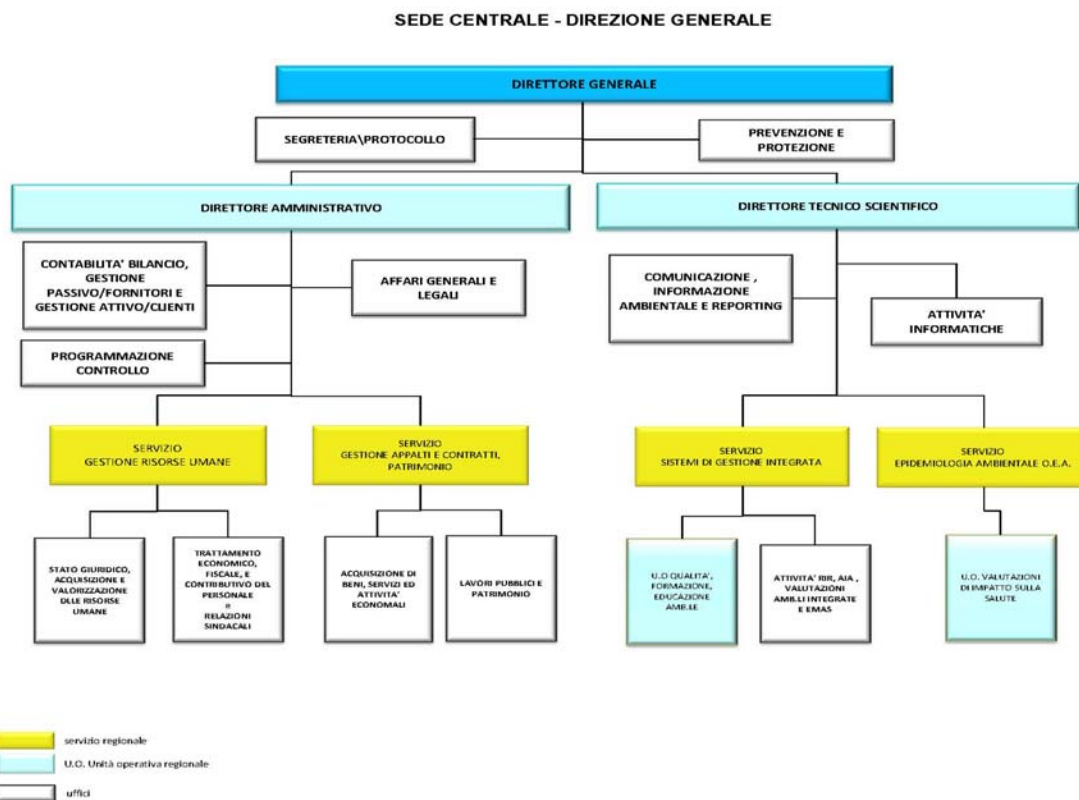 SEDE CENTRALE - DIREZIONE GENERALE
DIRETTORE GENERALE
SEGRETERIA\PROTOCOLLO
PREVENZIONE E
PROTEZIONE
DIRETTORE AMMINISTRATIVO
DIRETTORE TECNICO SCIENTIFICO
CONTABILITA' BILANCIO,
GESTIONE
PASSIVO/FORNITORI E
GESTIONE ATTIVO/CLIENTI
AFFARI GENERALI E
LEGALI
COMUNICAZIONE ,
INFORMAZIONE
AMBIENTALE E REPORTING
ATTIVITA'
INFORMATICHE
PROGRAMMAZIONE
CONTROLLO
SERVIZIO
GESTIONE RISORSE UMANE
SERVIZIO
GESTIONE APPALTI E CONTRATTI,
PATRIMONIO
SERVIZIO
SISTEMI DI GESTIONE INTEGRATA
SERVIZIO
EPIDEMIOLOGIA AMBIENTALE O.E.A.
STATO GIURIDICO,
ACQUISIZIONE E
VALORIZZAZIONE
DLLE RISORSE
UMANE
TRATTAMENTO
ECONOMICO,
FISCALE, E
CONTRIBUTIVO DEL
PERSONALE
e
RELAZIONI
SINDACALI
ACQUISIZIONE DI
BENI, SERVIZI ED
ATTIVITA'
ECONOMALI
LAVORI PUBBLICI E
PATRIMONIO
U.O QUALITA',
FORMAZIONE,
EDUCAZIONE
AMB.LE
ATTIVITA' RIR, AIA ,
VALUTAZIONI
AMB.LI INTEGRATE
E EMAS
U.O. VALUTAZIONI
DI IMPATTO SULLA
SALUTE
servizio regionale
U.O. Unità operativa regionale
uffici